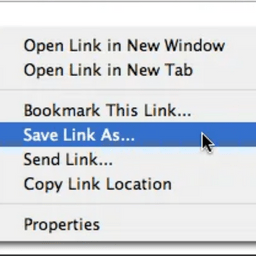 Open Link in New Window
Open Link in New Tab
Bookmark This Link...
Save Link As...
Send Link...
Copy Link Location
Properties